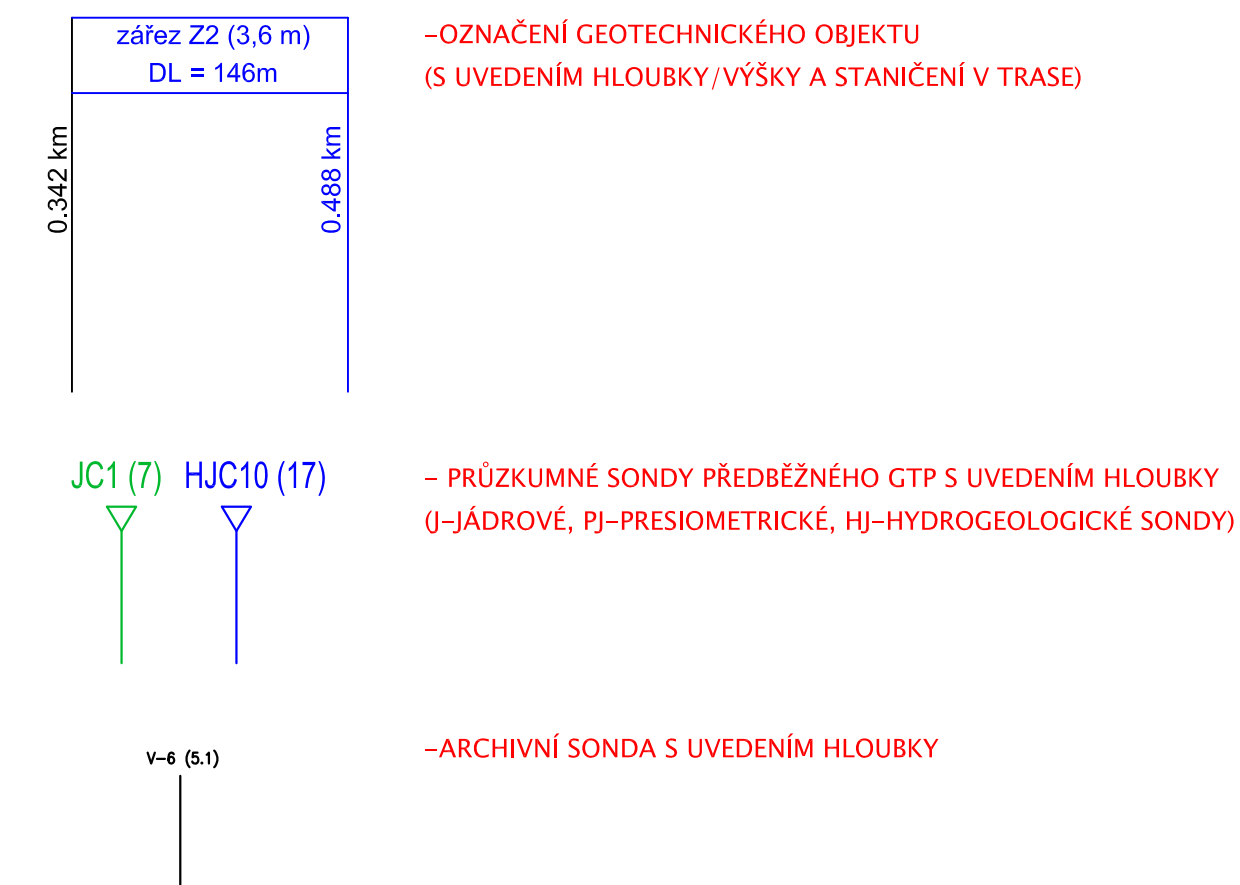 zářez Z2 (3,6 m)
DL = 146m
0.342 km
0.488 km
–OZNAČENÍ GEOTECHNICKÉHO OBJEKTU
(S UVEDENÍM HLOUBKY/VÝŠKY A STANIČENÍ V TRASE)
JC1 (7)
HJC10 (17)
– PRŮZKUMNÉ SONDY PŘEDBĚŽNÉHO GTP S UVEDENÍM HLOUBKY
(J–JÁDROVÉ, PJ–PRESIOMETRICKÉ, HJ–HYDROGEOLOGICKÉ SONDY)
V–6 (5.1)
–ARCHIVNÍ SONDA S UVEDENÍM HLOUBKY